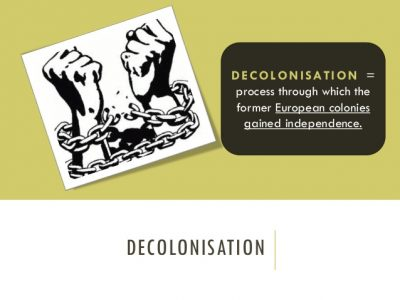 DECOLONISATION =
process through which the
former European colonies
gained independence.
DECOLONISATION